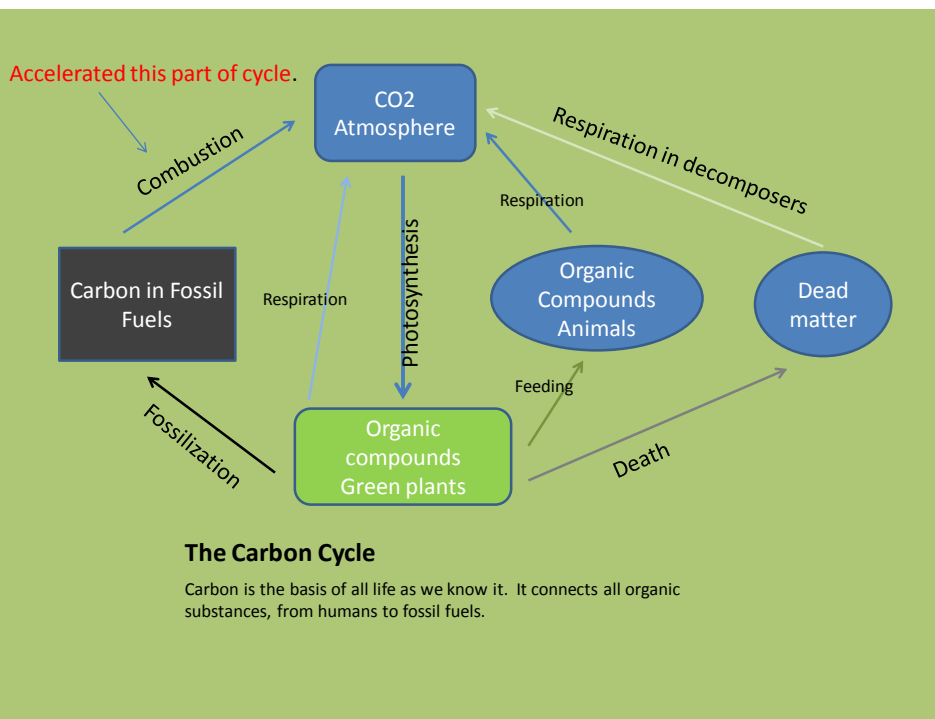 Accelerated this part of cycle.
CO2
Atmosphere
Respiration in decomposers
Combustion
Respiration
Photosynthesis
Organic
Compounds
Animals
Dead
matter
Carbon in Fossil
Fuels
Respiration
Feeding
Fossilization
Organic
compounds
Green plants
Death
The Carbon Cycle
Carbon is the basis of all life as we know it.  It connects all organic
substances, from humans to fossil fuels.